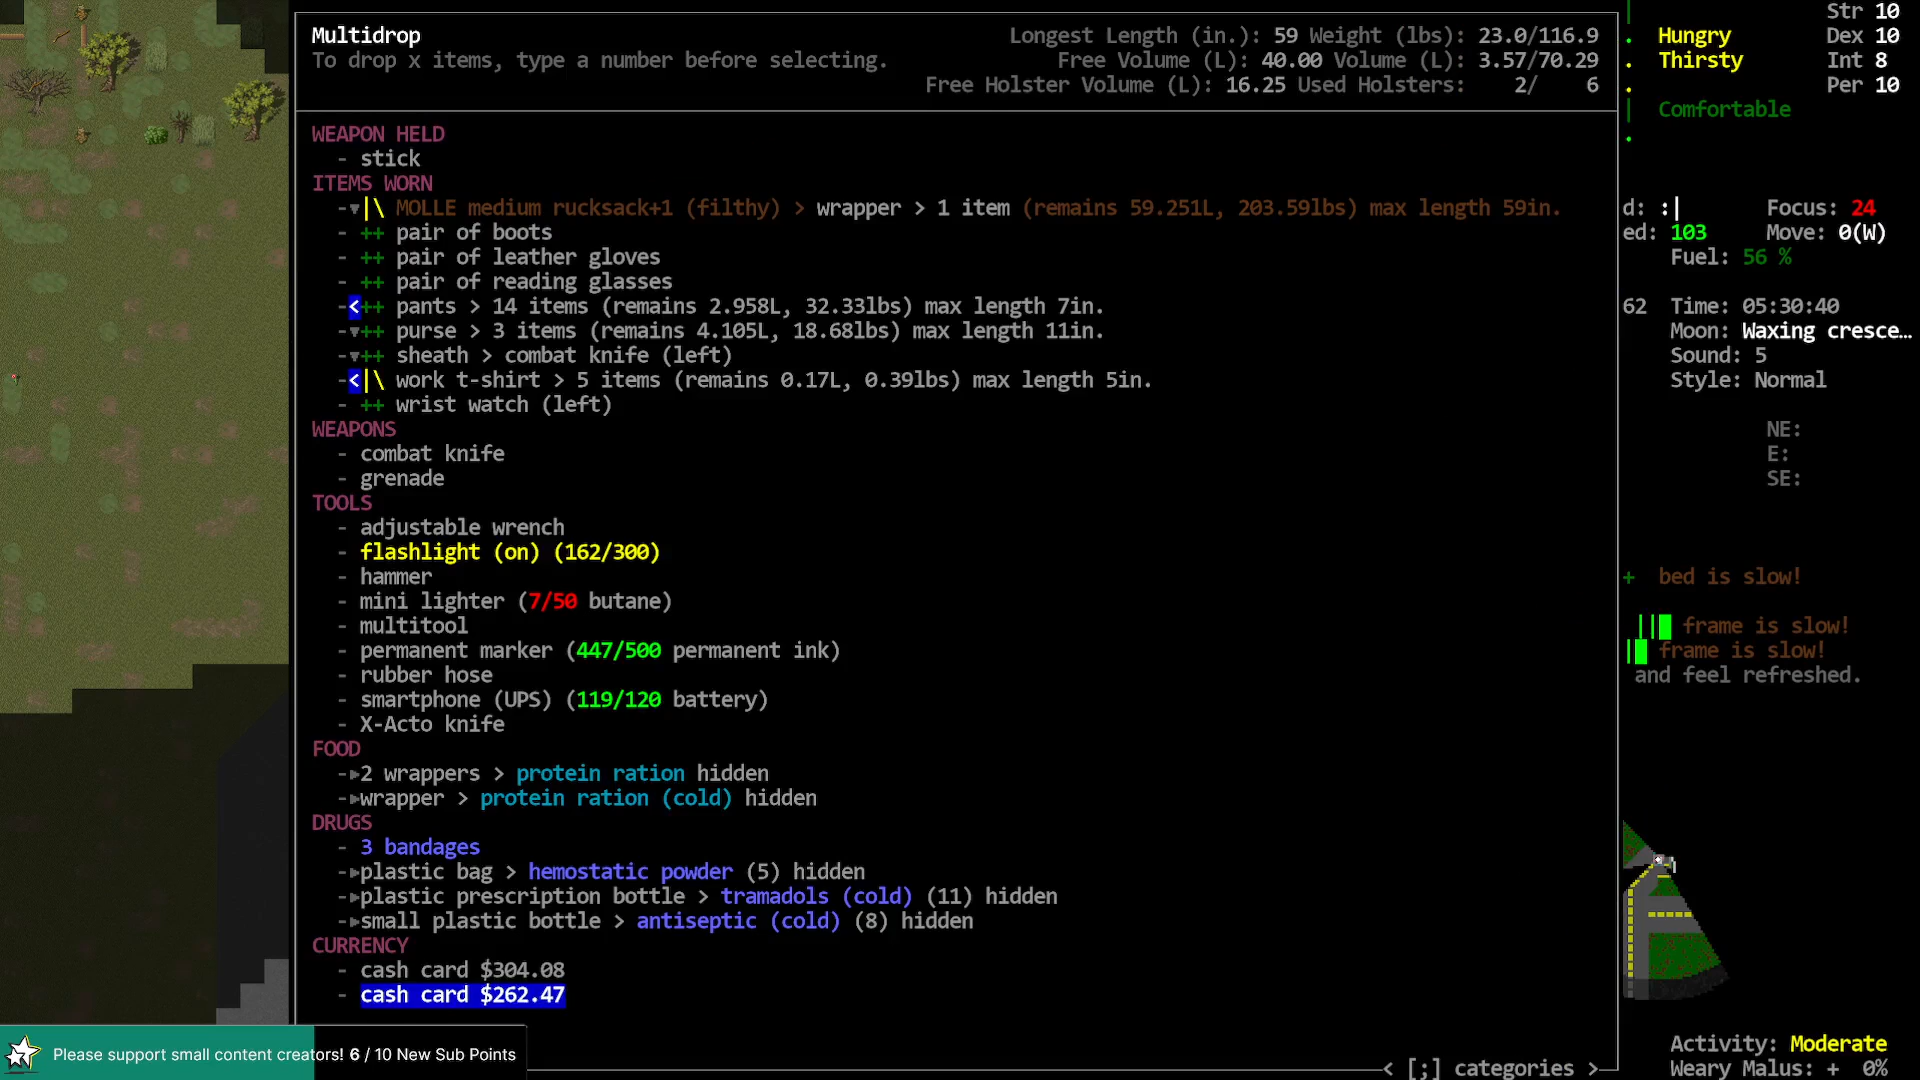 Multidrop
To drop x items, type a number before selecting.
Longest Length (in.): 59 Weight (lbs): 23.0/116.9
Free Volume (L): 40.00 Volume (L): 3.57/70.29
Free Holster Volume (L): 16.25 Used Holsters: 2/ 6
WEAPON HELD
- stick
ITEMS WORN
-▾|\ MOLLE medium rucksack+1 (filthy) > wrapper > 1 item (remains 59.251L, 203.59lbs) max length 59in.
- ++ pair of boots
- ++ pair of leather gloves
- ++ pair of reading glasses
-<++ pants > 14 items (remains 2.958L, 32.33lbs) max length 7in.
-▾++ purse > 3 items (remains 4.105L, 18.68lbs) max length 11in.
-▾++ sheath > combat knife (left)
-<|\ work t-shirt > 5 items (remains 0.17L, 0.39lbs) max length 5in.
- ++ wrist watch (left)
WEAPONS
- combat knife
- grenade
TOOLS
- adjustable wrench
- flashlight (on) (162/300)
- hammer
- mini lighter (7/50 butane)
- multitool
- permanent marker (447/500 permanent ink)
- rubber hose
- smartphone (UPS) (119/120 battery)
- X-Acto knife
FOOD
-▸2 wrappers > protein ration hidden
-▸wrapper > protein ration (cold) hidden
DRUGS
- 3 bandages
-▸plastic bag > hemostatic powder (5) hidden
-▸plastic prescription bottle > tramadols (cold) (11) hidden
-▸small plastic bottle > antiseptic (cold) (8) hidden
CURRENCY
- cash card $304.08
- cash card $262.47
< [;] categories >
Str 10
Hungry Dex 10
Thirsty Int 8
Per 10
Comfortable
d: :| Focus: 24
ed: 103 Move: 0(W)
Fuel: 56 %
62 Time: 05:30:40
Moon: Waxing cresce…
Sound: 5
Style: Normal
NE:
E:
SE:
+ bed is slow!
frame is slow!
frame is slow!
and feel refreshed.
Activity: Moderate
Weary Malus: + 0%
Please support small content creators! 6 / 10 New Sub Points